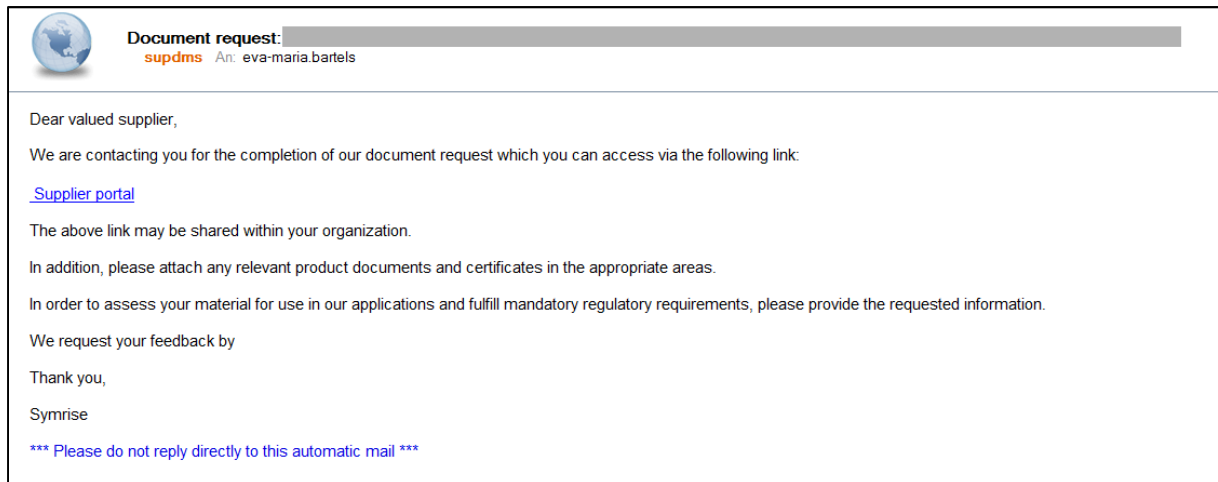 Document request:
supdms An: eva-maria.bartels
Dear valued supplier,
We are contacting you for the completion of our document request which you can access via the following link:
Supplier portal
The above link may be shared within your organization.
In addition, please attach any relevant product documents and certificates in the appropriate areas.
In order to assess your material for use in our applications and fulfill mandatory regulatory requirements, please provide the requested information.
We request your feedback by
Thank you,
Symrise
*** Please do not reply directly to this automatic mail ***